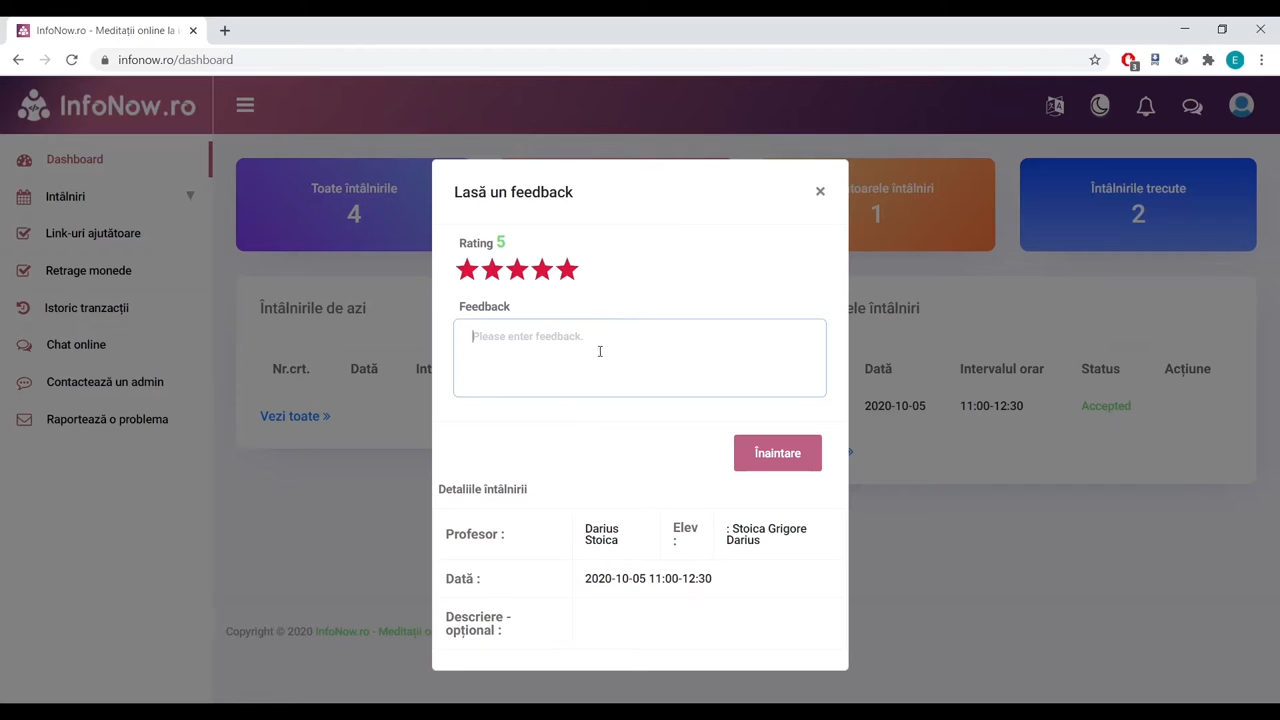 InfoNow.ro - Meditații online la
infonow.ro/dashboard
3
E
InfoNow.ro
Dashboard
Întâlniri
Link-uri ajutătoare
Retrage monede
Istoric tranzacții
Chat online
Contactează un admin
Raportează o problema
Toate întâlnirile
4
toarele întâlniri
1
Întâlnirile trecute
2
Întâlnirile de azi
Nr.crt.
Dată
Int
Vezi toate »
ele întâlniri
Dată
Intervalul orar
Status
Acțiune
2020-10-05
11:00-12:30
Accepted
»
Lasă un feedback
×
Rating 5
Feedback
Please enter feedback.
Înaintare
Detaliile întâlnirii
Profesor :
Darius
Stoica
Elev
:
: Stoica Grigore
Darius
Dată :
2020-10-05 11:00-12:30
Descriere -
opțional :
Copyright © 2020 InfoNow.ro - Meditații o